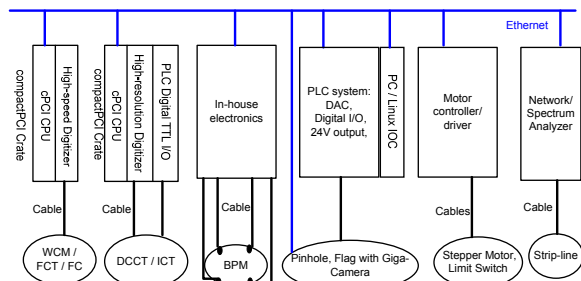 Ethernet
compactPCI Crate
cPCI CPU
High-speed Digitizer
compactPCI Crate
cPCI CPU
High-resolution Digitizer
PLC Digital TTL I/O
In-house
electronics
PLC system:
DAC,
Digital I/O,
24V output,
PC / Linux IOC
Motor
controller/
driver
Network/
Spectrum
Analyzer
Cable
Cable
Cable
Cable
Cables
Cable
WCM /
FCT / FC
DCCT / ICT
BPM
Pinhole, Flag with Giga-
Camera
Stepper Motor,
Limit Switch
Strip-line